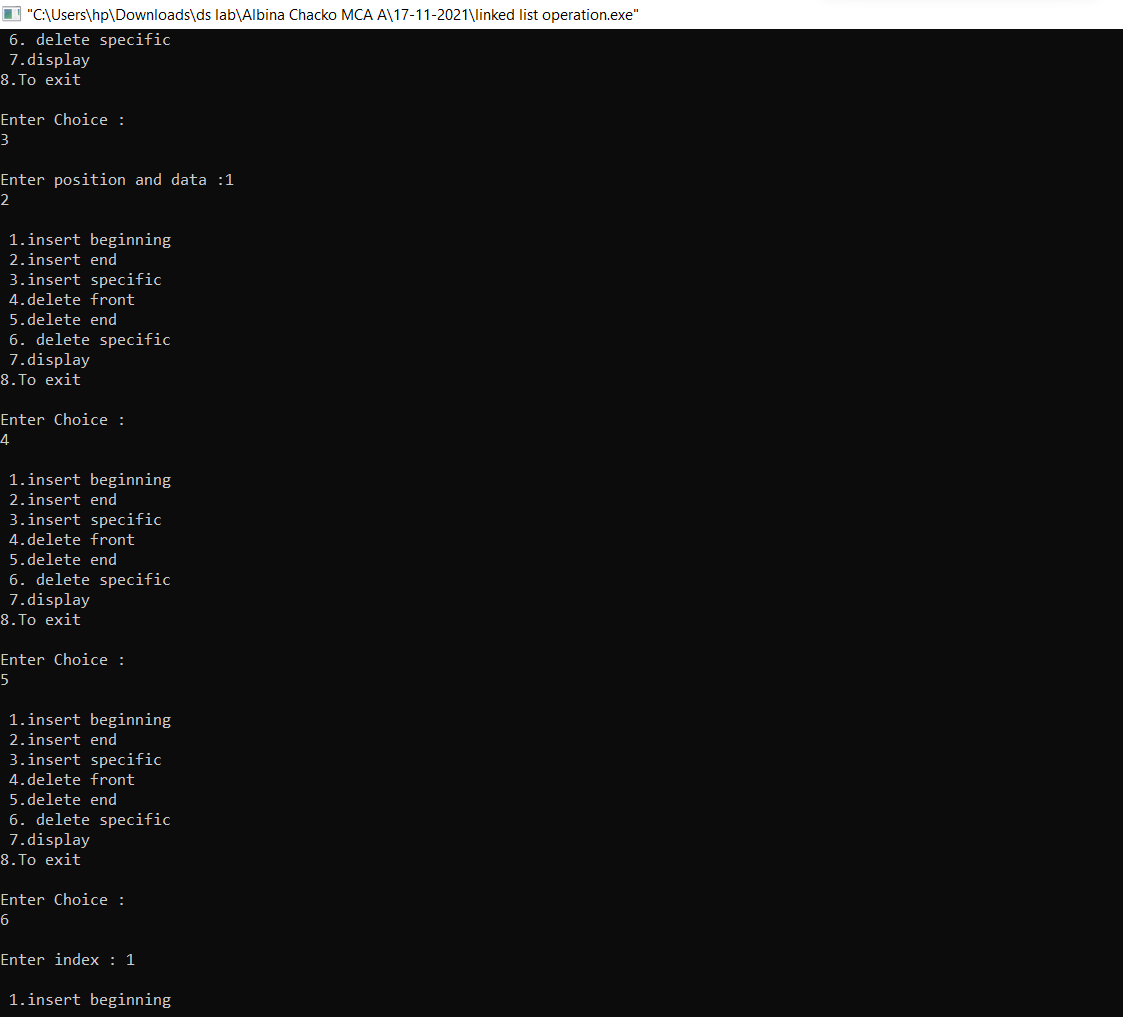 "C:\Users\hp\Downloads\ds lab\Albina Chacko MCA A\17-11-2021\linked list operation.exe"
6. delete specific
7.display
8.To exit
Enter Choice :
3
Enter position and data :1
2
1.insert beginning
2.insert end
3.insert specific
4.delete front
5.delete end
6. delete specific
7.display
8.To exit
Enter Choice :
4
1.insert beginning
2.insert end
3.insert specific
4.delete front
5.delete end
6. delete specific
7.display
8.To exit
Enter Choice :
5
1.insert beginning
2.insert end
3.insert specific
4.delete front
5.delete end
6. delete specific
7.display
8.To exit
Enter Choice :
6
Enter index : 1
1.insert beginning